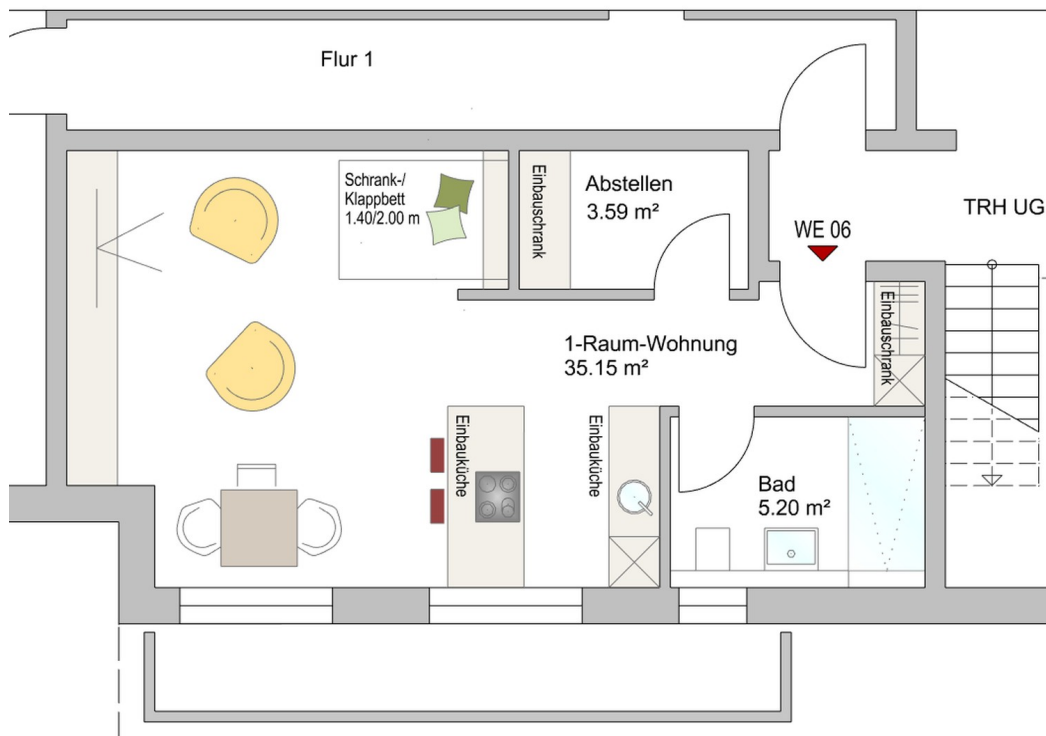 Flur 1
Schrank-/
Klappbett
1.40/2.00 m
Einbauschrank
Abstellen
3.59 m²
TRH UG
WE 06
1-Raum-Wohnung
35.15 m²
Einbauschrank
Einbauküche
Einbauküche
Bad
5.20 m²